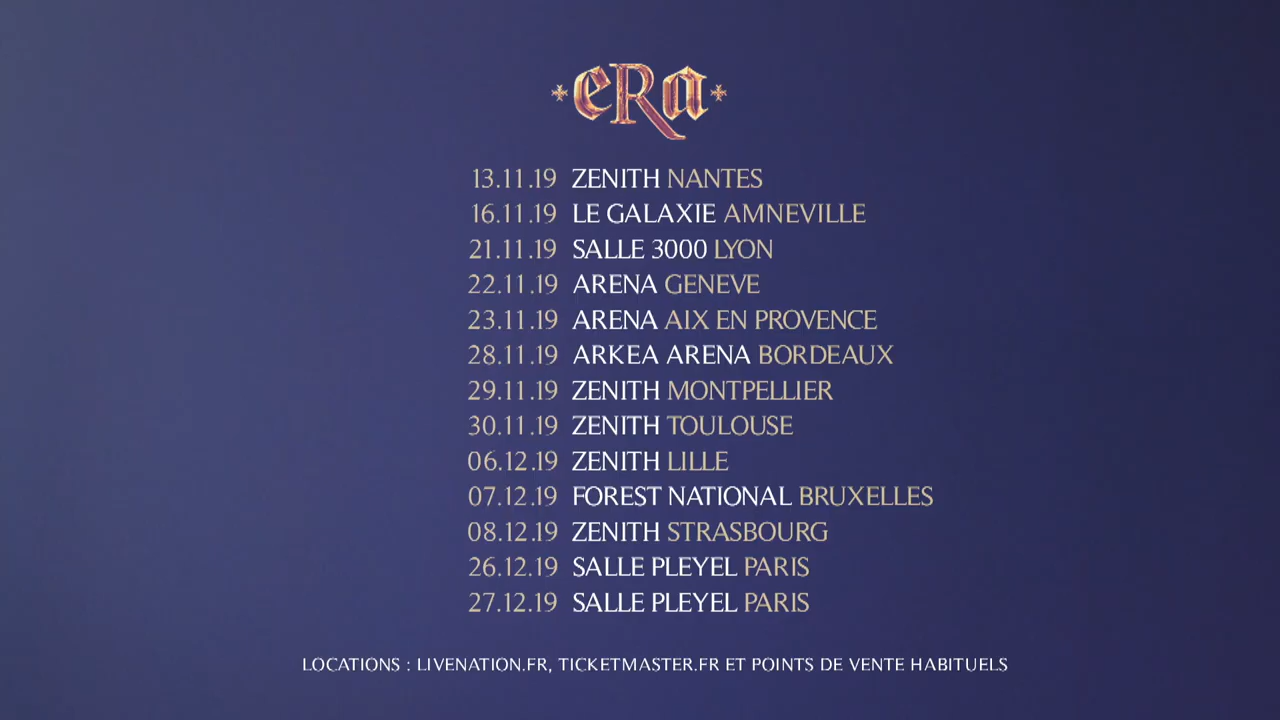 eRa
13.11.19 ZENITH NANTES
16.11.19 LE GALAXIE AMNEVILLE
21.11.19 SALLE 3000 LYON
22.11.19 ARENA GENEVE
23.11.19 ARENA AIX EN PROVENCE
28.11.19 ARKEA ARENA BORDEAUX
29.11.19 ZENITH MONTPELLIER
30.11.19 ZENITH TOULOUSE
06.12.19 ZENITH LILLE
07.12.19 FOREST NATIONAL BRUXELLES
08.12.19 ZENITH STRASBOURG
26.12.19 SALLE PLEYEL PARIS
27.12.19 SALLE PLEYEL PARIS
LOCATIONS : LIVENATION.FR, TICKETMASTER.FR ET POINTS DE VENTE HABITUELS